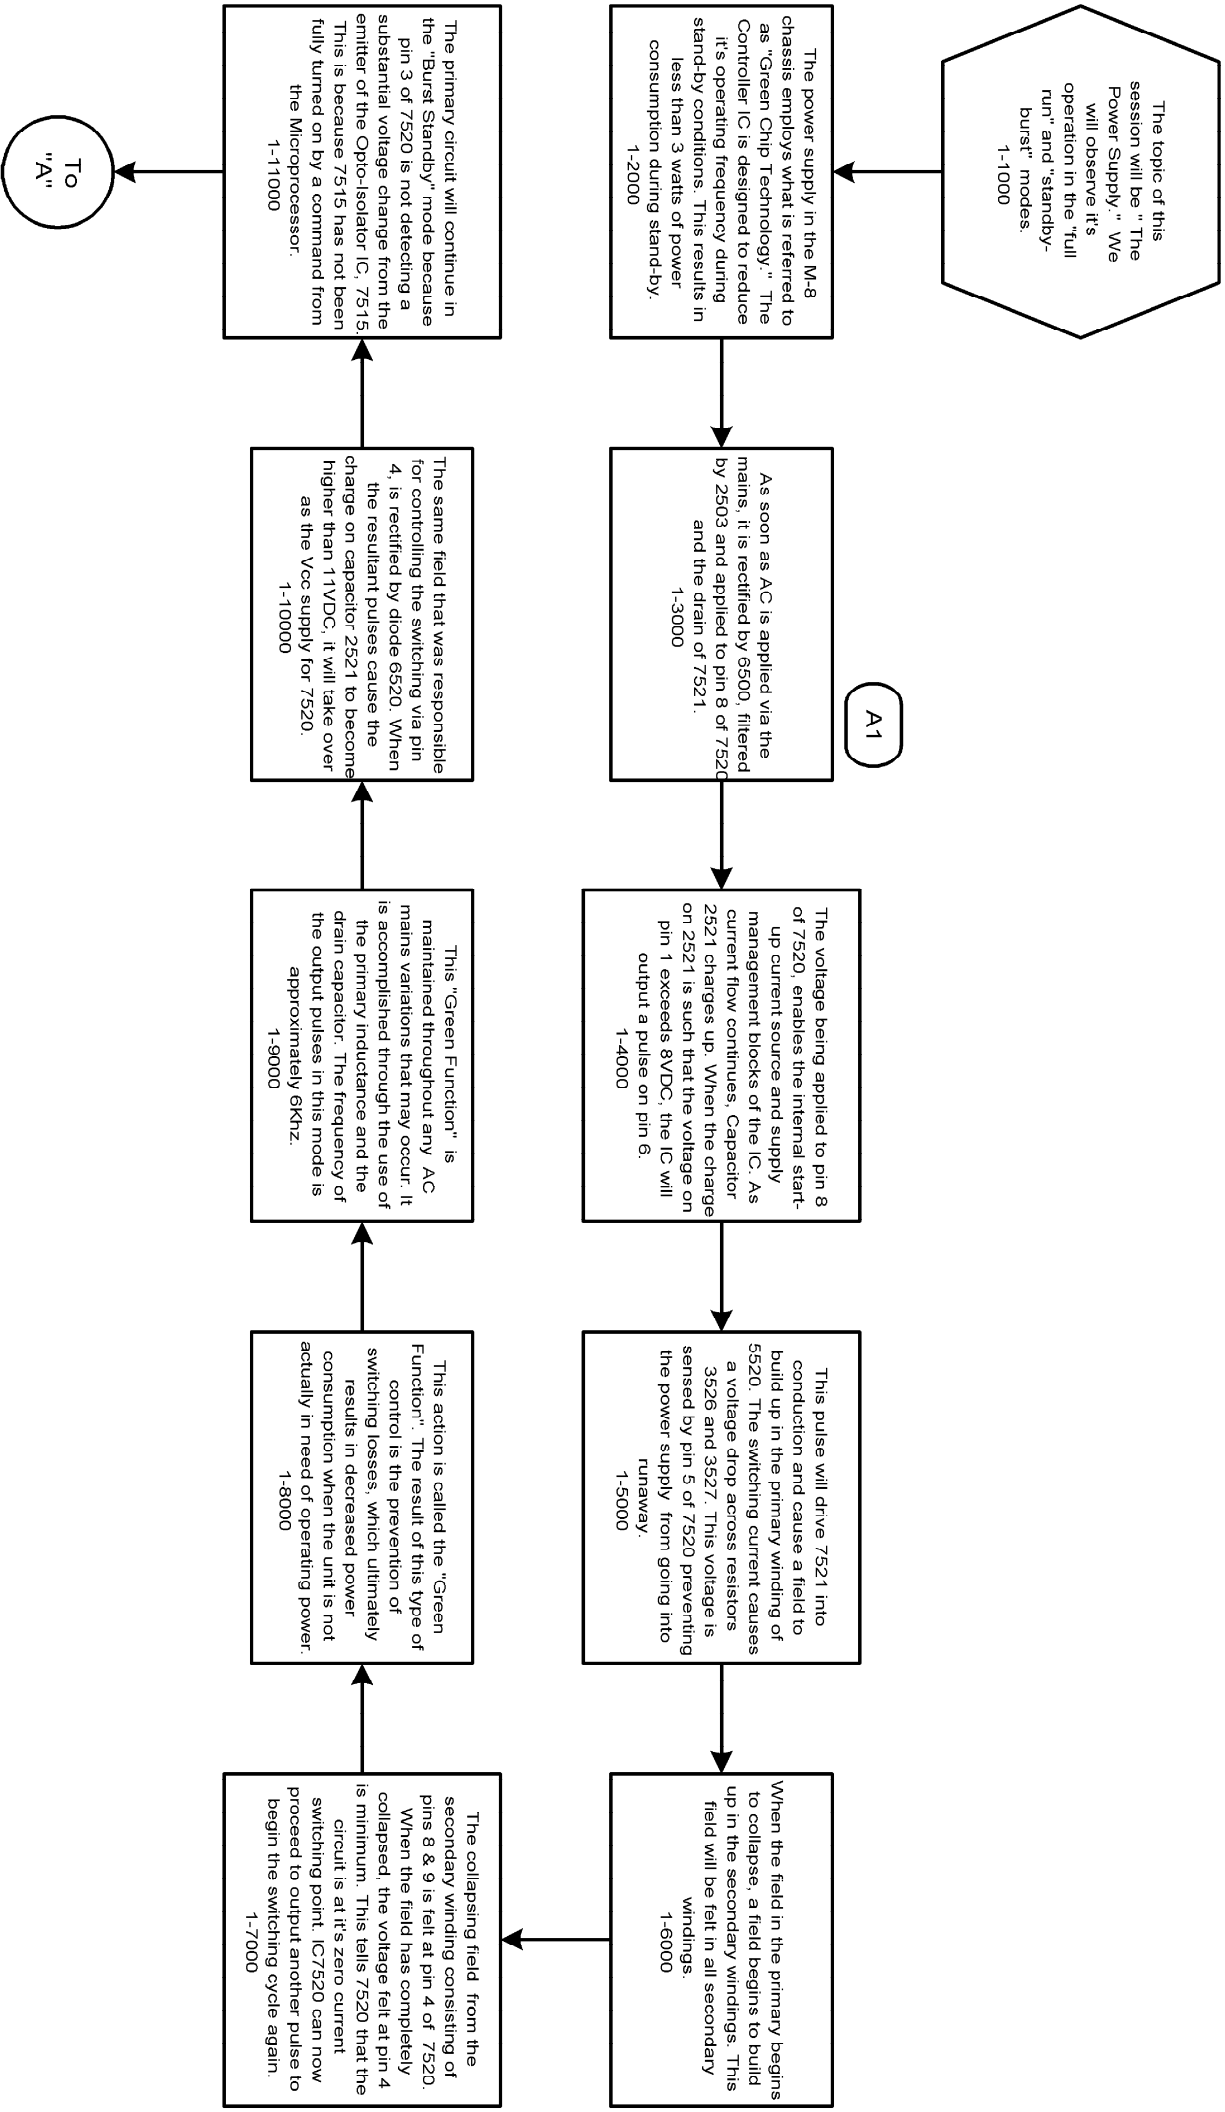 The topic of this
session will be " The
Power Supply."  We
will observe it's
operation in the "full
run" and "standby-
burst" modes.
1-1000
The power supply in the M-8
chassis employs what is referred to
as "Green Chip Technology."  The
Controller IC is designed to reduce
it's operating frequency during
stand-by conditions. This results in
less than 3 watts of power
consumption during stand-by.
1-2000
A1
As soon as AC is applied via the
mains, it is rectified by 6500, filtered
by 2503 and applied to pin 8 of 7520
and the drain of 7521.
1-3000
The voltage being applied to pin 8
of 7520, enables the internal start-
up current source and supply
management blocks of the IC. As
current flow continues, Capacitor
2521 charges up. When the charge
on 2521 is such that the voltage on
pin 1 exceeds 8VDC, the IC will
output a pulse on pin 6.
1-4000
This pulse will drive 7521 into
conduction and cause a field to
build up in the primary winding of
5520. The switching current causes
a voltage drop across resistors
3526 and 3527. This voltage is
sensed by pin 5 of 7520 preventing
the power supply  from going into
runaway.
1-5000
When the field in the primary begins
to collapse, a field begins to build
up in the secondary windings. This
field will be felt in all secondary
windings.
1-6000
The collapsing field  from the
secondary winding consisting of
pins 8 & 9 is felt at pin 4 of  7520.
When the field has completely
collapsed, the voltage felt at pin 4
is minimum. This tells 7520 that the
circuit is at it's zero current
switching point. IC7520 can now
proceed to output another pulse to
begin the switching cycle again.
1-7000
This action is called the "Green
Function". The result of this type of
control is the prevention of
switching losses, which ultimately
results in decreased power
consumption when the unit is not
actually in need of operating power.
1-8000
This "Green Function"  is
maintained throughout any  AC
mains variations that may occur. It
is accomplished through the use of
the primary inductance and the
drain capacitor. The frequency of
the output pulses in this mode is
approximately 6Khz.
1-9000
The same field that was responsible
for controlling the switching via pin
4, is rectified by diode 6520. When
the resultant pulses cause the
charge on capacitor 2521 to become
higher than 11VDC, it will take over
as the Vcc supply for 7520.
1-10000
The primary circuit will continue in
the "Burst Standby" mode because
pin 3 of 7520 is not detecting a
substantial voltage change from the
emitter of the Opto-Isolator IC, 7515.
This is because 7515 has not been
fully turned on by a command from
the Microprocessor.
1-11000
To
"A"